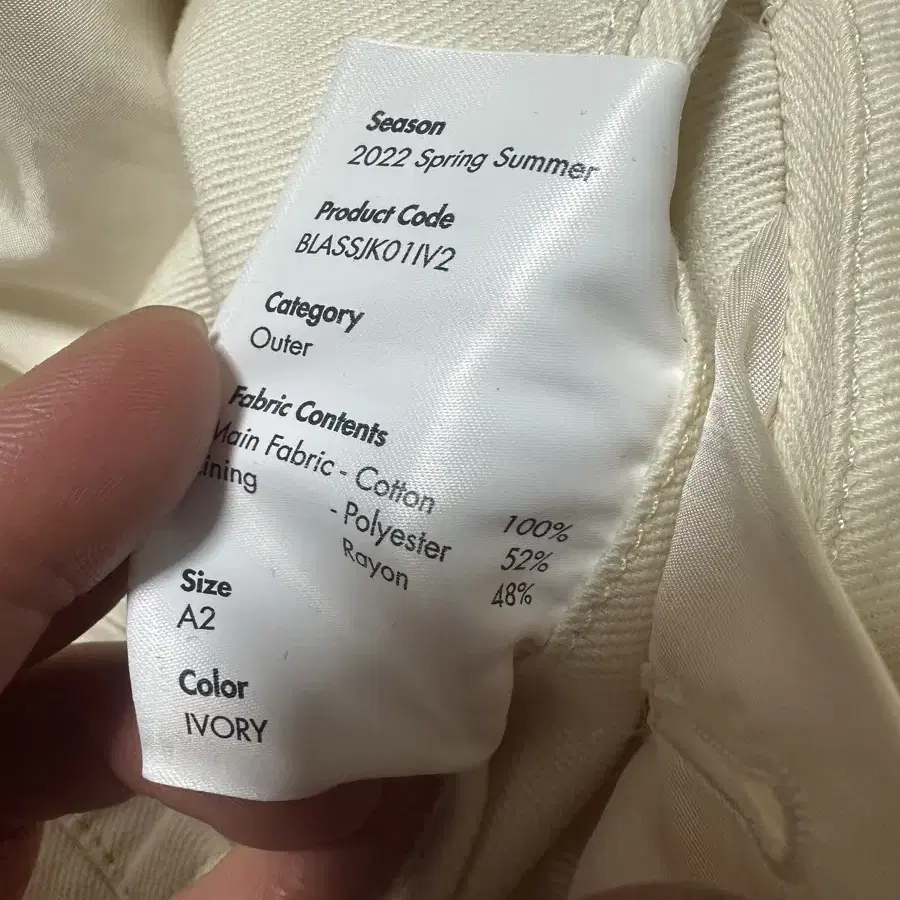 Season
2022 Spring Summer
Product Code
BLASSJK01IV2
Category
Outer
Fabric Contents
Main Fabric - Cotton 100%
Lining - Polyester 52%
Rayon 48%
Size
A2
Color
IVORY